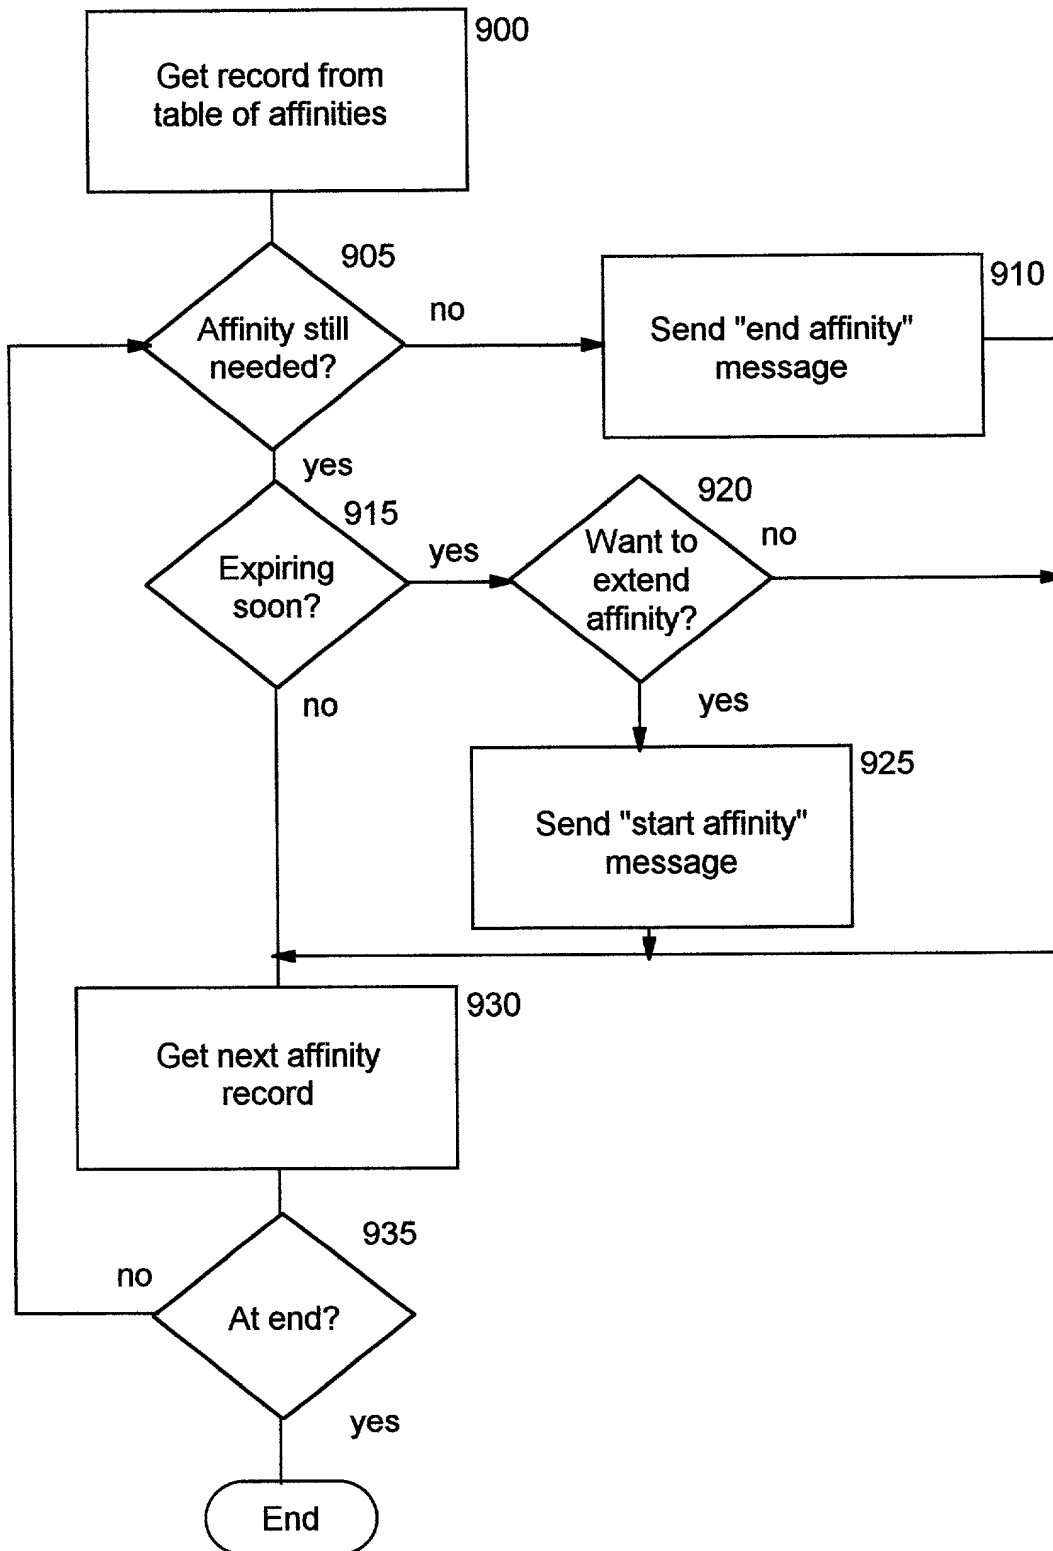 900
Get record from
table of affinities
905
Affinity still
needed?
no
910
Send "end affinity"
message
yes
915
Expiring
soon?
yes
920
Want to
extend
affinity?
no
no
yes
925
Send "start affinity"
message
930
Get next affinity
record
935
no
At end?
yes
End